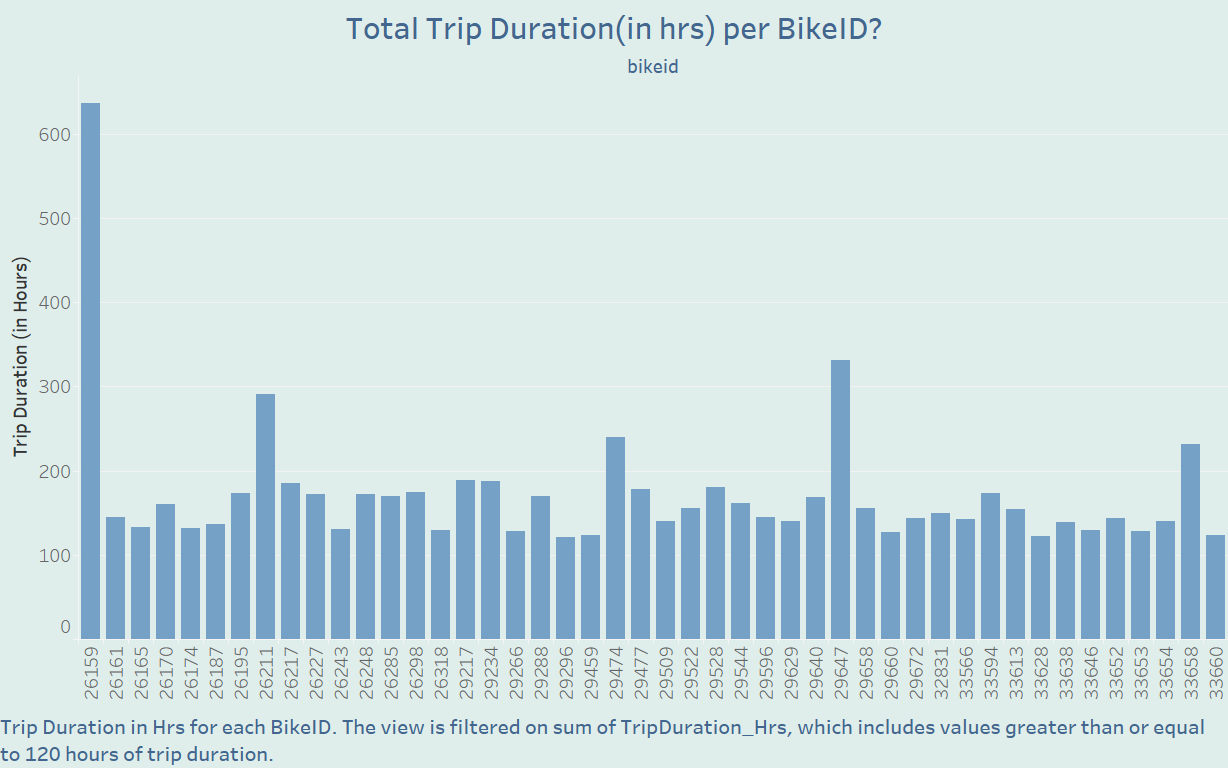 Total Trip Duration(in hrs) per BikeID?
bikeid
Trip Duration (in Hours)
600
500
400
300
200
100
0
26159 26161 26165 26170 26174 26187 26195 26211 26217 26227 26243 26248 26285 26298 26318 29217 29234 29266 29288 29296 29459 29474 29477 29509 29522 29528 29544 29596 29629 29640 29647 29658 29660 29672 32831 33566 33594 33613 33628 33638 33646 33652 33653 33654 33658 33660
Trip Duration in Hrs for each BikeID. The view is filtered on sum of TripDuration_Hrs, which includes values greater than or equal
to 120 hours of trip duration.